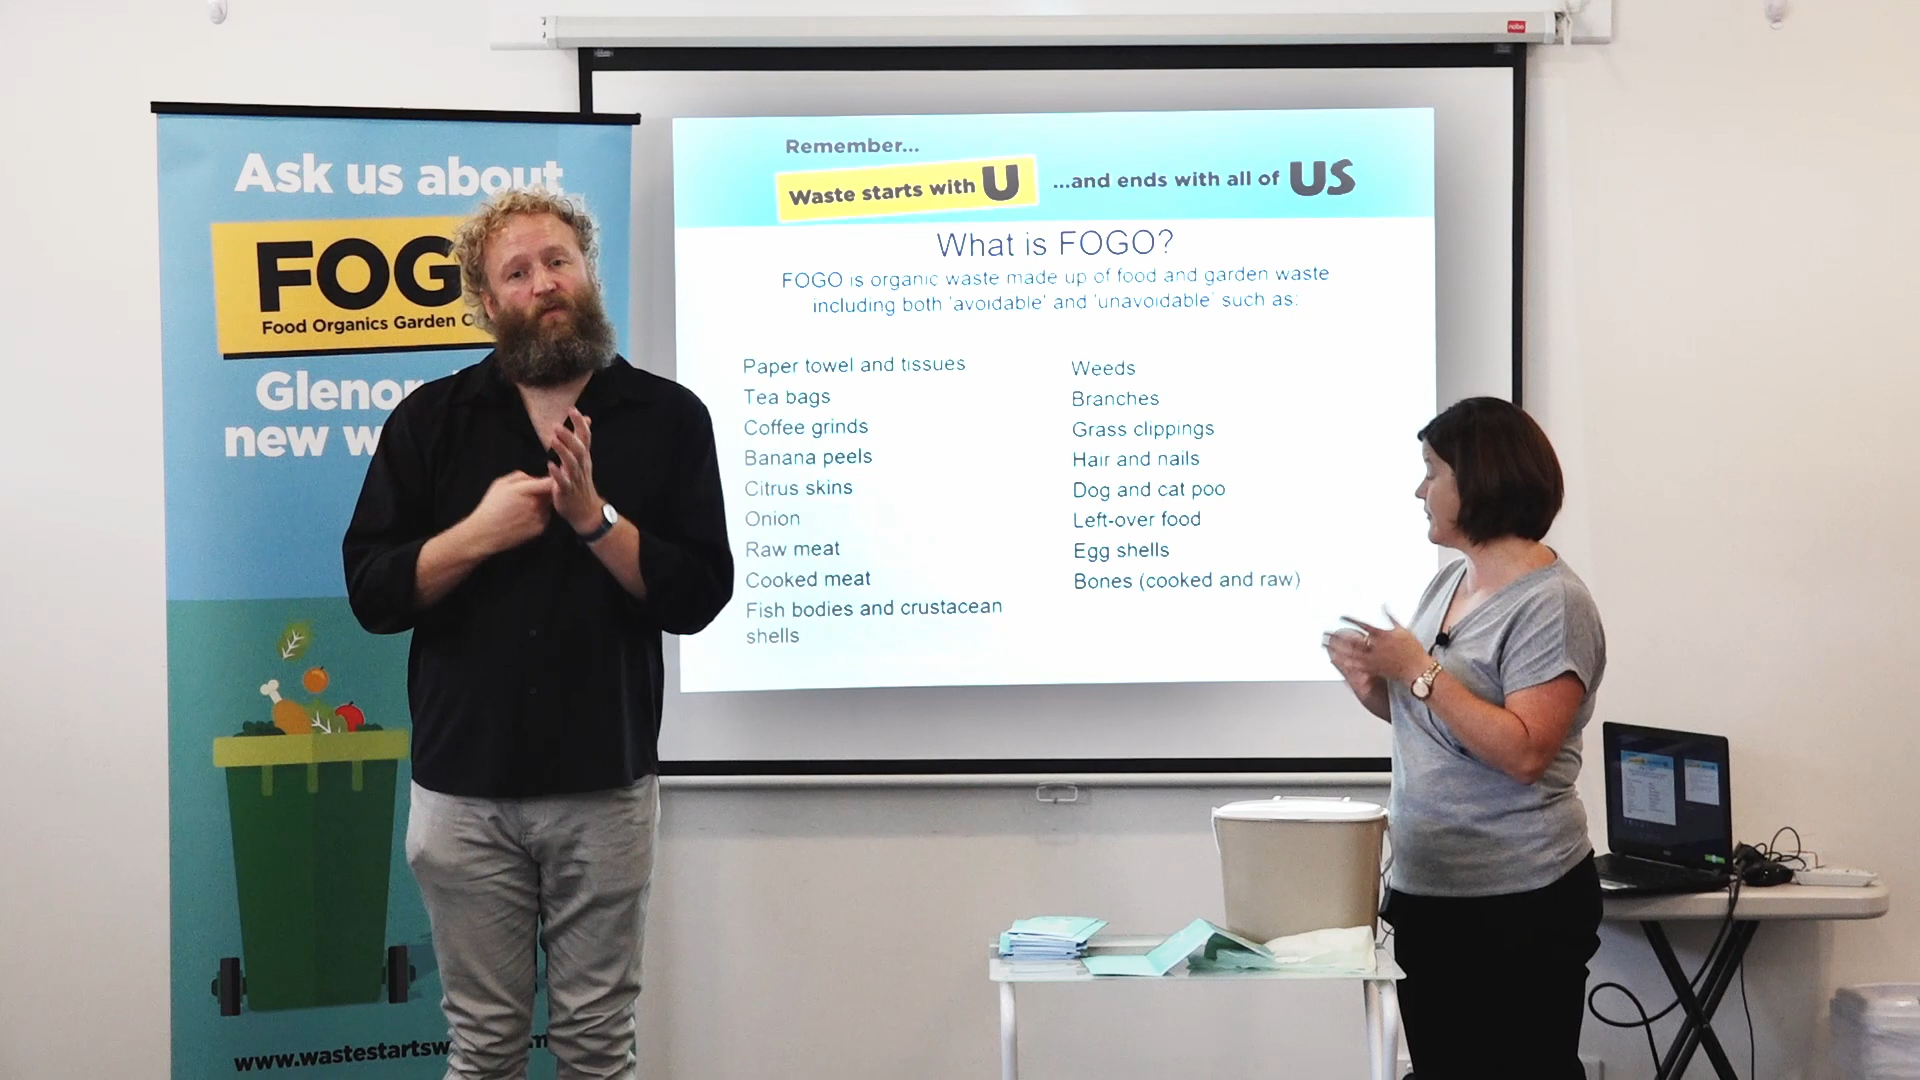 nobo
Ask us about
FOG
Food Organics Garden
Glenor
new w
www.wastestartsw
Remember...
Waste starts with U
...and ends with all of US
What is FOGO?
FOGO is organic waste made up of food and garden waste
including both 'avoidable' and 'unavoidable' such as:
Paper towel and tissues
Tea bags
Coffee grinds
Banana peels
Citrus skins
Onion
Raw meat
Cooked meat
Fish bodies and crustacean
shells
Weeds
Branches
Grass clippings
Hair and nails
Dog and cat poo
Left-over food
Egg shells
Bones (cooked and raw)